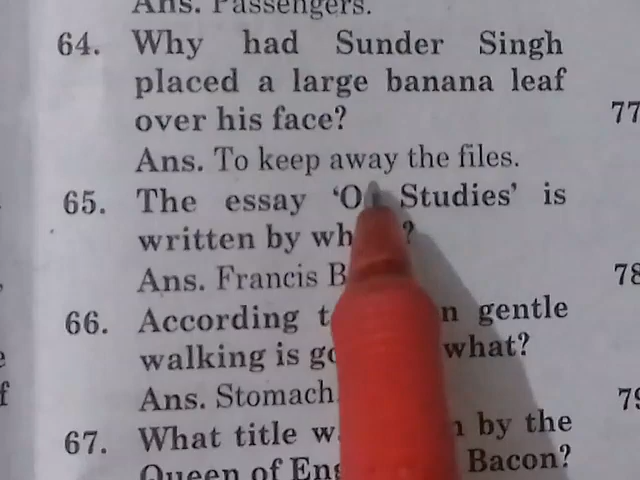 Ans. Passengers.
64. Why had Sunder Singh
placed a large banana leaf
over his face?
77
Ans. To keep away the files.
65. The essay 'O Studies' is
written by wh ?
Ans. Francis B
78
66. According t n gentle
walking is go what?
Ans. Stomach
79
67. What title w n by the
Queen of Eng Bacon?